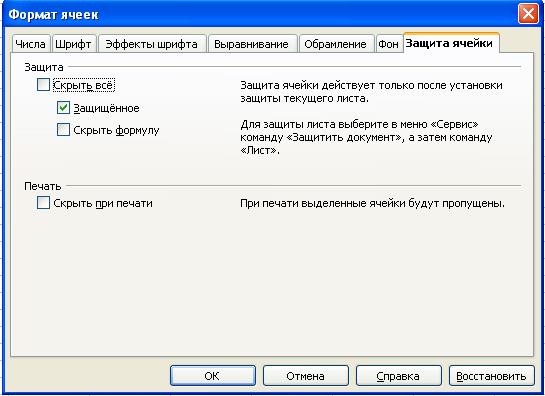 Формат ячеек
Числа Шрифт Эффекты шрифта Выравнивание Обрамление Фон Защита ячейки
Защита
Скрыть всё
Защищённое
Скрыть формулу
Защита ячейки действует только после установки
защиты текущего листа.
Для защиты листа выберите в меню «Сервис»
команду «Защитить документ», а затем команду
«Лист».
Печать
Скрыть при печати
При печати выделенные ячейки будут пропущены.
ОК Отмена Справка Восстановить